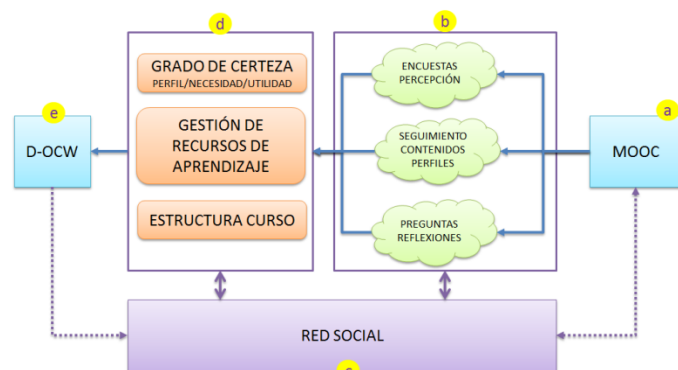 d
b
GRADO DE CERTEZA
PERFIL/NECESIDAD/UTILIDAD
ENCUESTAS
PERCEPCIÓN
e
a
D-OCW
GESTIÓN DE
RECURSOS DE
APRENDIZAJE
SEGUIMIENTO
CONTENIDOS
PERFILES
MOOC
ESTRUCTURA CURSO
PREGUNTAS
REFLEXIONES
RED SOCIAL